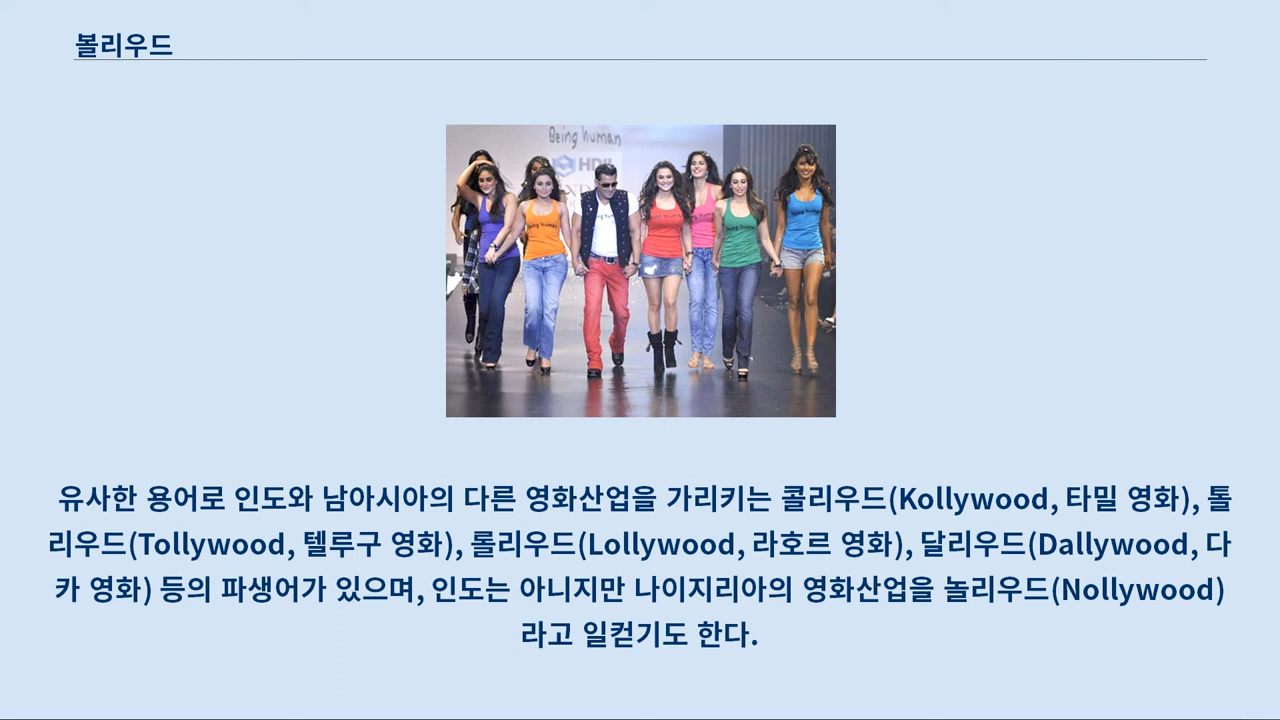 볼리우드
Being human
HDIL
being human
유사한 용어로 인도와 남아시아의 다른 영화산업을 가리키는 콜리우드(Kollywood, 타밀 영화), 톨
리우드(Tollywood, 텔루구 영화), 롤리우드(Lollywood, 라호르 영화), 달리우드(Dallywood, 다
카 영화) 등의 파생어가 있으며, 인도는 아니지만 나이지리아의 영화산업을 놀리우드(Nollywood)
라고 일컫기도 한다.